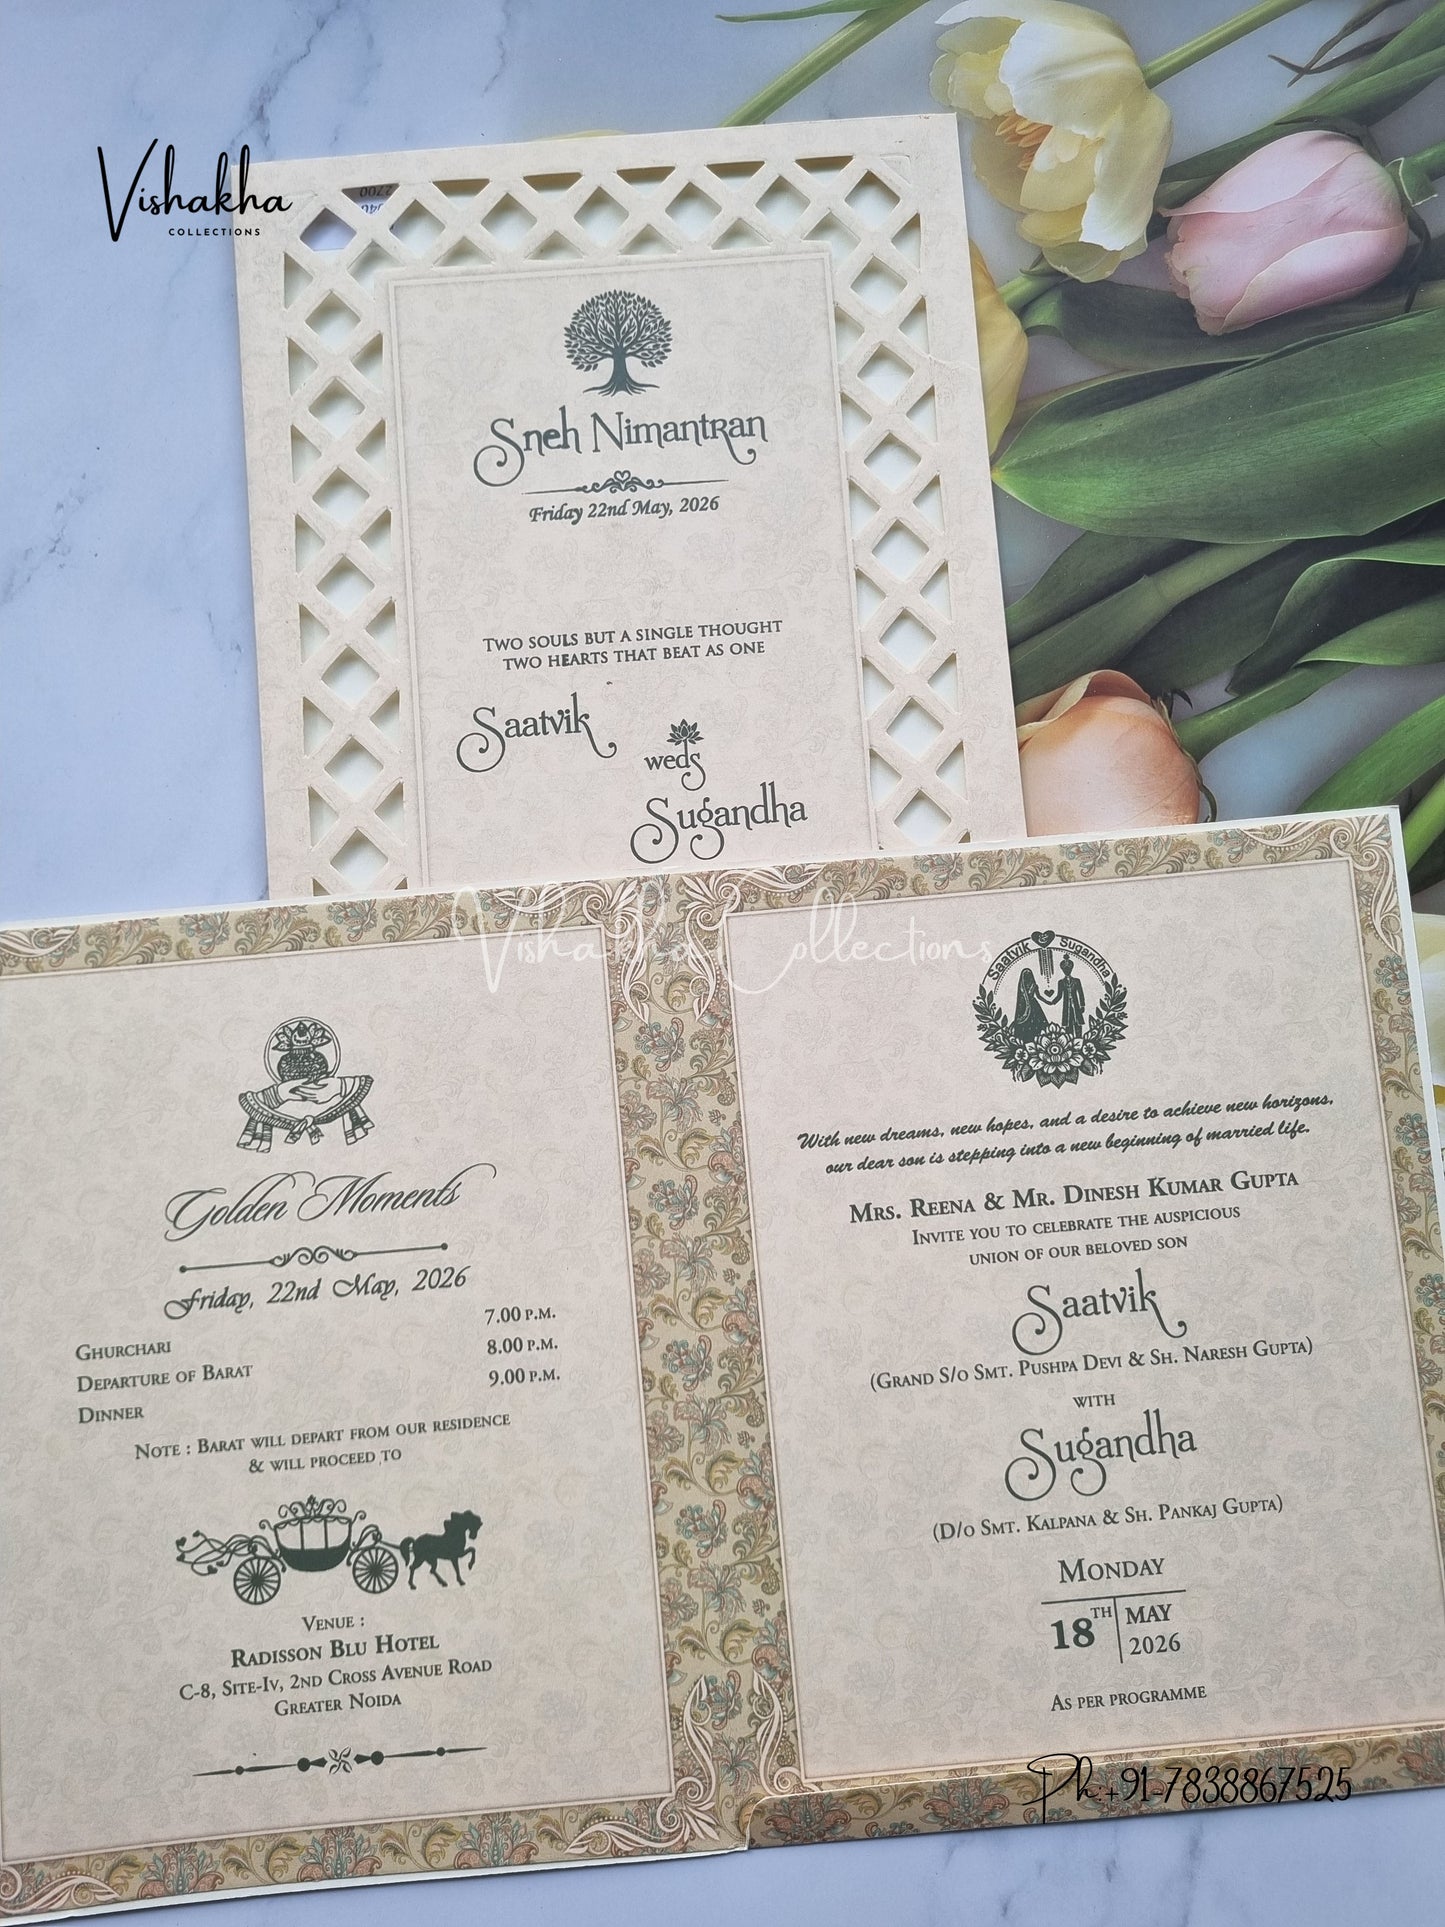 Vishakha
COLLECTIONS
2700
Sneh Nimantran
Friday 22nd May, 2026
TWO SOULS BUT A SINGLE THOUGHT
TWO HEARTS THAT BEAT AS ONE
Saatvik
weds
Sugandha
Vishakha Collections
Golden Moments
Friday, 22nd May, 2026
7.00 P.M.
GHURCHARI
8.00 P.M.
DEPARTURE OF BARAT
9.00 P.M.
DINNER
NOTE : BARAT WILL DEPART FROM OUR RESIDENCE
& WILL PROCEED TO
VENUE :
RADISSON BLU HOTEL
C-8, SITE-IV, 2ND CROSS AVENUE ROAD
GREATER NOIDA
Saatvik Sugandha
With new dreams, new hopes, and a desire to achieve new horizons,
our dear son is stepping into a new beginning of married life.
MRS. REENA & MR. DINESH KUMAR GUPTA
INVITE YOU TO CELEBRATE THE AUSPICIOUS
UNION OF OUR BELOVED SON
Saatvik
(GRAND S/O SMT. PUSHPA DEVI & SH. NARESH GUPTA)
WITH
Sugandha
(D/O SMT. KALPANA & SH. PANKAJ GUPTA)
MONDAY
18TH MAY
2026
AS PER PROGRAMME
Ph:+91-7838867525